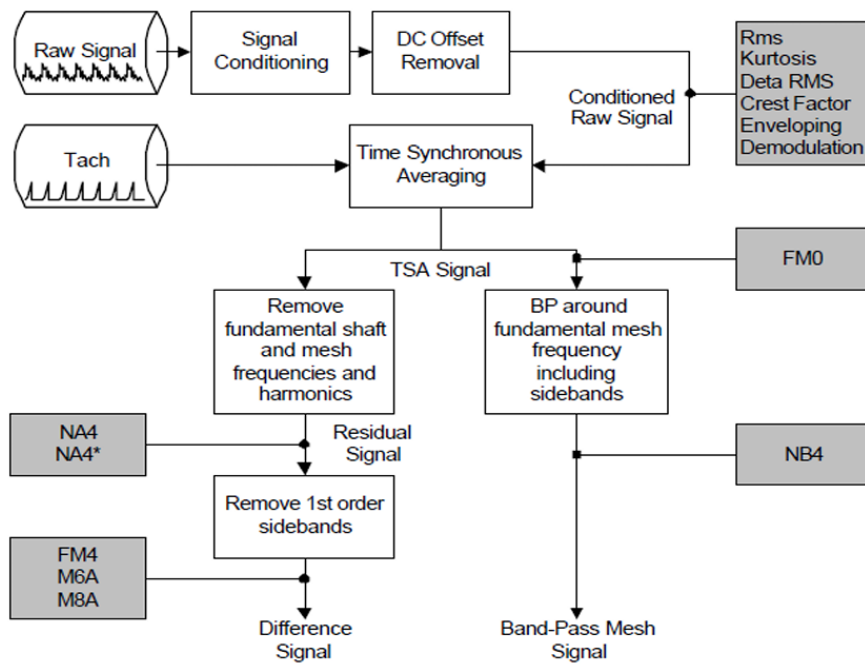 Raw Signal
Signal
Conditioning
DC Offset
Removal
Rms
Kurtosis
Deta RMS
Crest Factor
Enveloping
Demodulation
Conditioned
Raw Signal
Tach
Time Synchronous
Averaging
TSA Signal
FM0
Remove
fundamental shaft
and mesh
frequencies and
harmonics
BP around
fundamental mesh
frequency
including
sidebands
NA4
NA4*
Residual
Signal
NB4
Remove 1st order
sidebands
FM4
M6A
M8A
Difference
Signal
Band-Pass Mesh
Signal